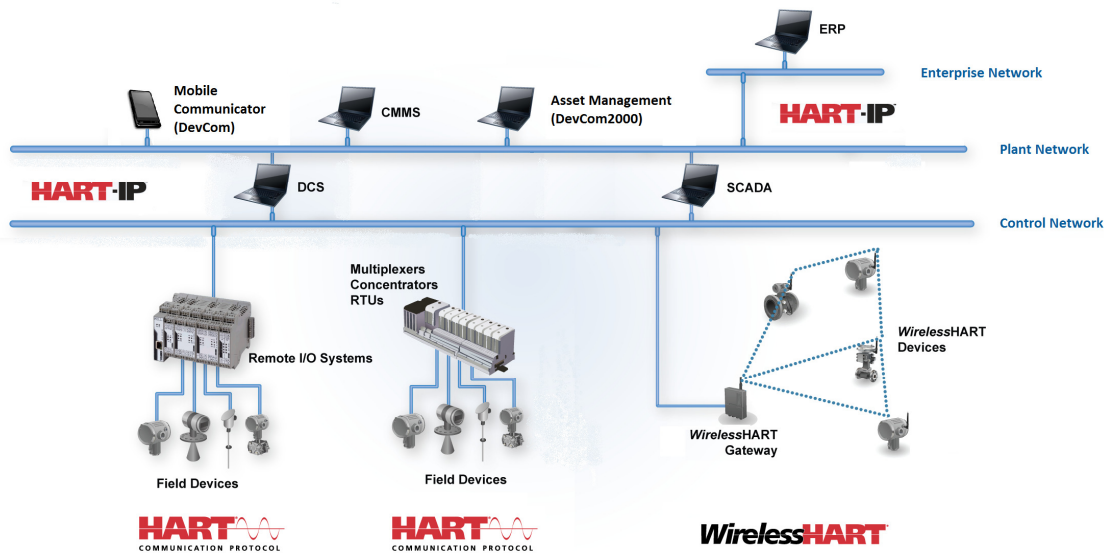 ERP
Enterprise Network
Mobile
Communicator
(DevCom)
CMMS
Asset Management
(DevCom2000)
HART-IP
Plant Network
HART-IP
DCS
SCADA
Control Network
Multiplexers
Concentrators
RTUs
Remote I/O Systems
WirelessHART
Devices
WirelessHART
Gateway
Field Devices
Field Devices
HART
COMMUNICATION PROTOCOL
HART
COMMUNICATION PROTOCOL
WirelessHART